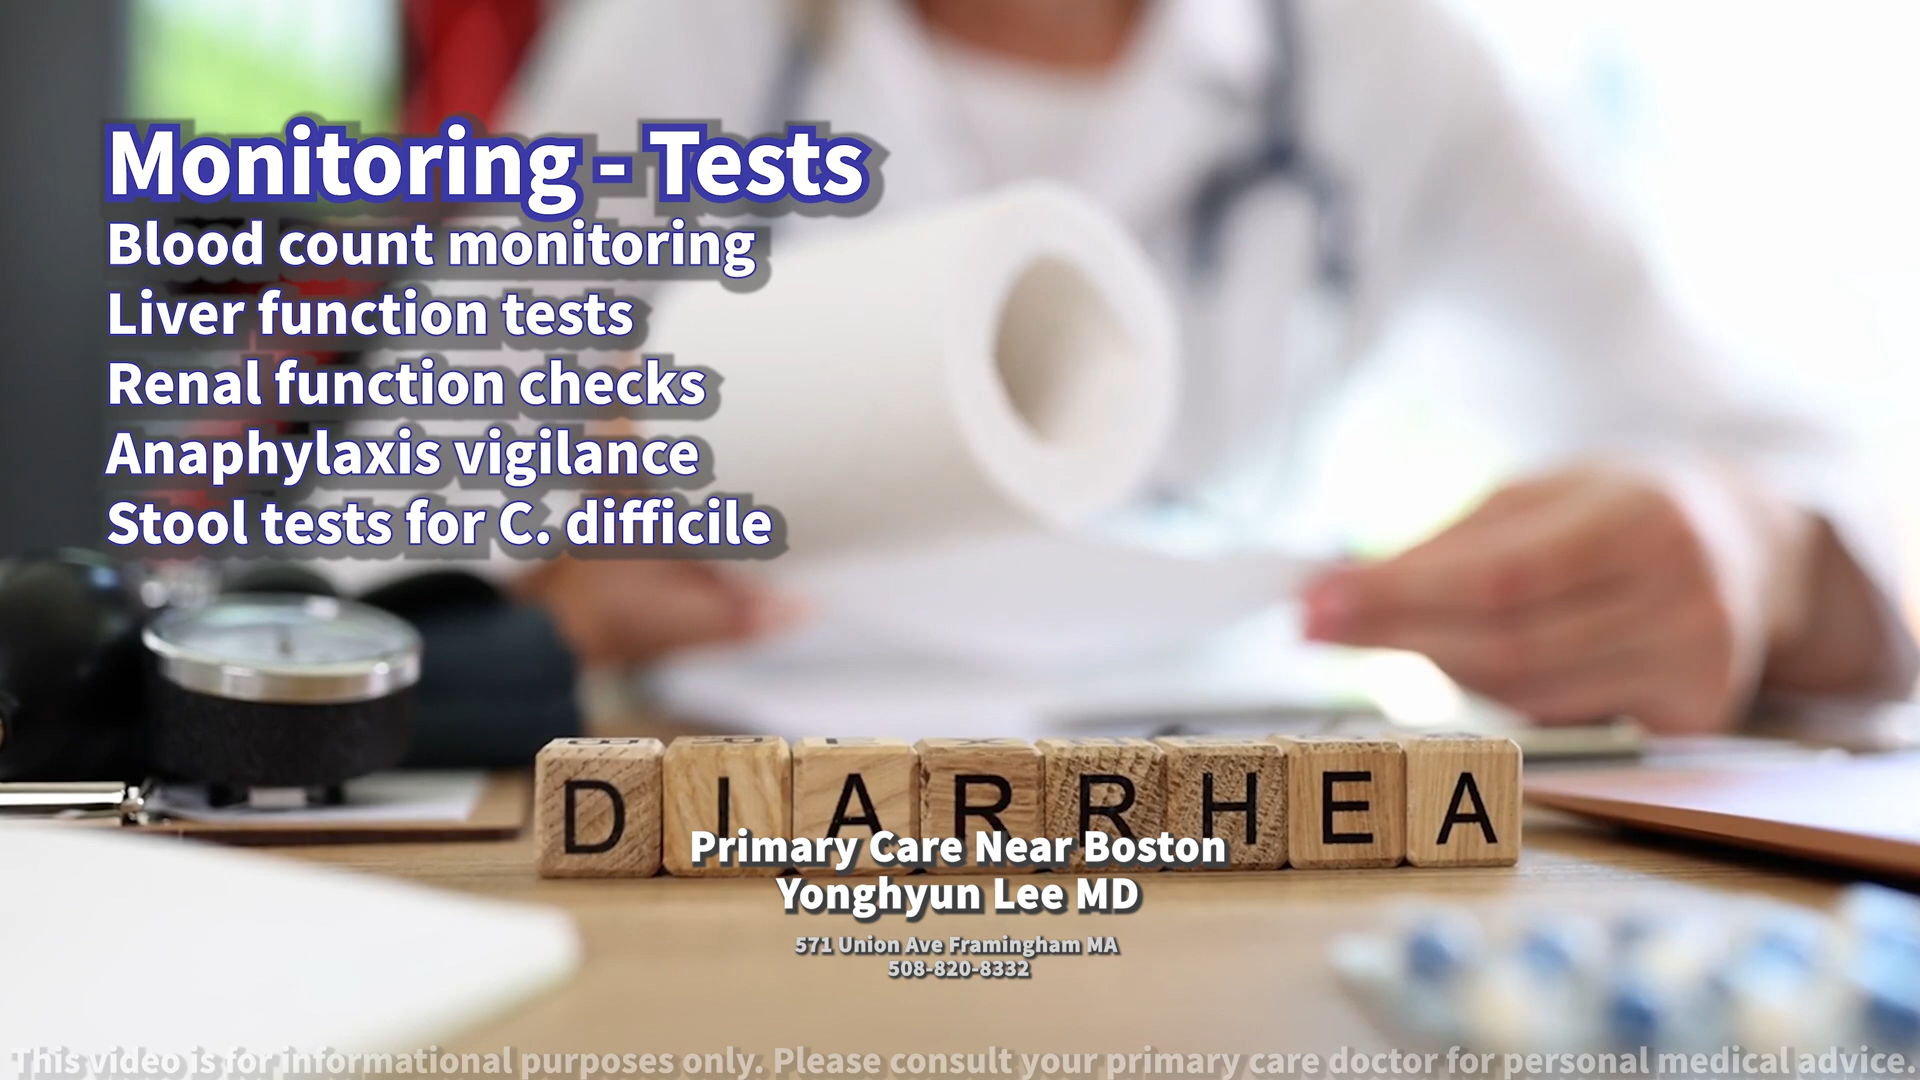 Monitoring - Tests
Blood count monitoring
Liver function tests
Renal function checks
Anaphylaxis vigilance
Stool tests for C. difficile
DIARRHEA
Primary Care Near Boston
Yonghyun Lee MD
571 Union Ave Framingham MA
508-820-8332
This video is for informational purposes only. Please consult your primary care doctor for personal medical advice.